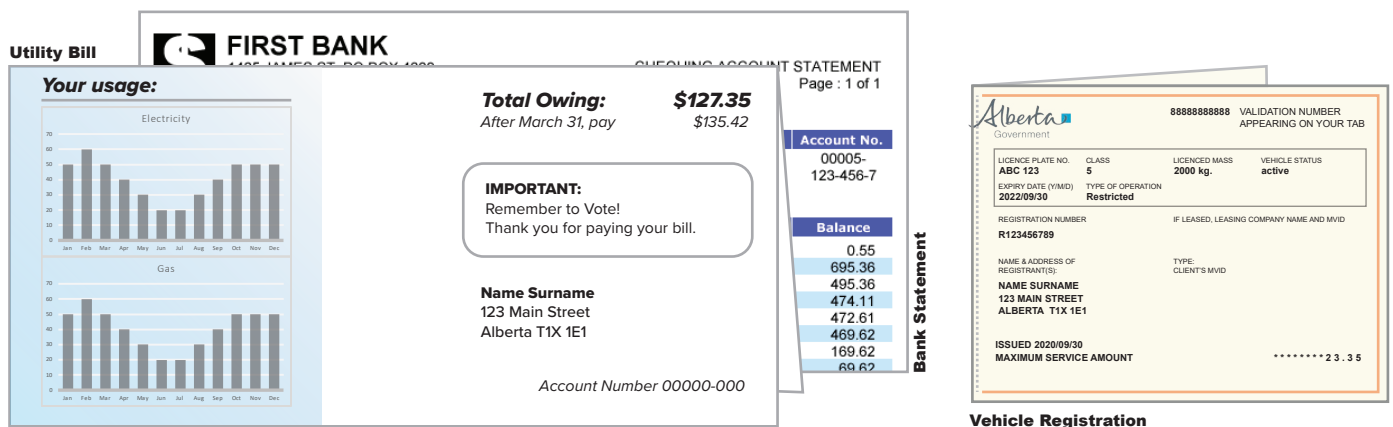 Utility Bill
FIRST BANK
1425 JAMES ST, PO BOX 4000
CHEQUING ACCOUNT STATEMENT
Page : 1 of 1
Your usage:
Electricity
70
60
50
40
30
20
10
0
Jan Feb Mar Apr May Jun Jul Aug Sep Oct Nov Dec
Gas
70
60
50
40
30
20
10
0
Jan Feb Mar Apr May Jun Jul Aug Sep Oct Nov Dec
Total Owing: $127.35
After March 31, pay $135.42
IMPORTANT:
Remember to Vote!
Thank you for paying your bill.
Name Surname
123 Main Street
Alberta T1X 1E1
Account Number 00000-000
Account No.
00005-
123-456-7
Balance
0.55
695.36
495.36
474.11
472.61
469.62
169.62
69.62
Bank Statement
Alberta
Government
88888888888 VALIDATION NUMBER
APPEARING ON YOUR TAB
LICENCE PLATE NO. CLASS LICENCED MASS VEHICLE STATUS
ABC 123 5 2000 kg. active
EXPIRY DATE (Y/M/D) TYPE OF OPERATION
2022/09/30 Restricted
REGISTRATION NUMBER IF LEASED, LEASING COMPANY NAME AND MVID
R123456789
NAME & ADDRESS OF TYPE:
REGISTRANT(S): CLIENT'S MVID
NAME SURNAME
123 MAIN STREET
ALBERTA T1X 1E1
ISSUED 2020/09/30
MAXIMUM SERVICE AMOUNT ********23.35
Vehicle Registration